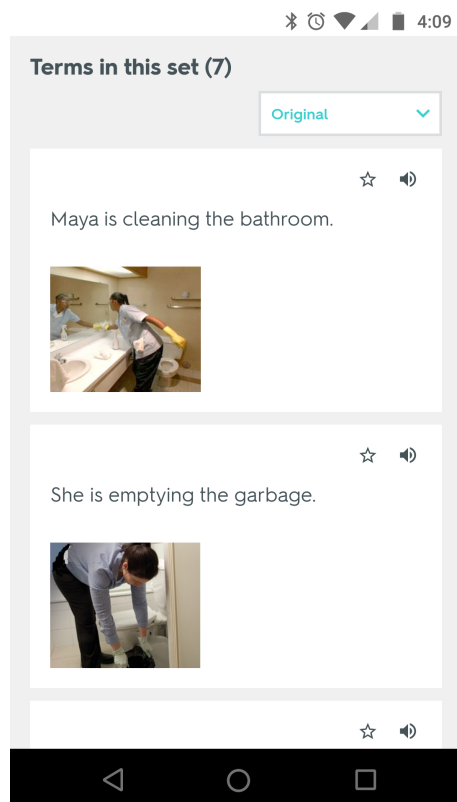 4:09
Terms in this set (7)
Original
Maya is cleaning the bathroom.
She is emptying the garbage.